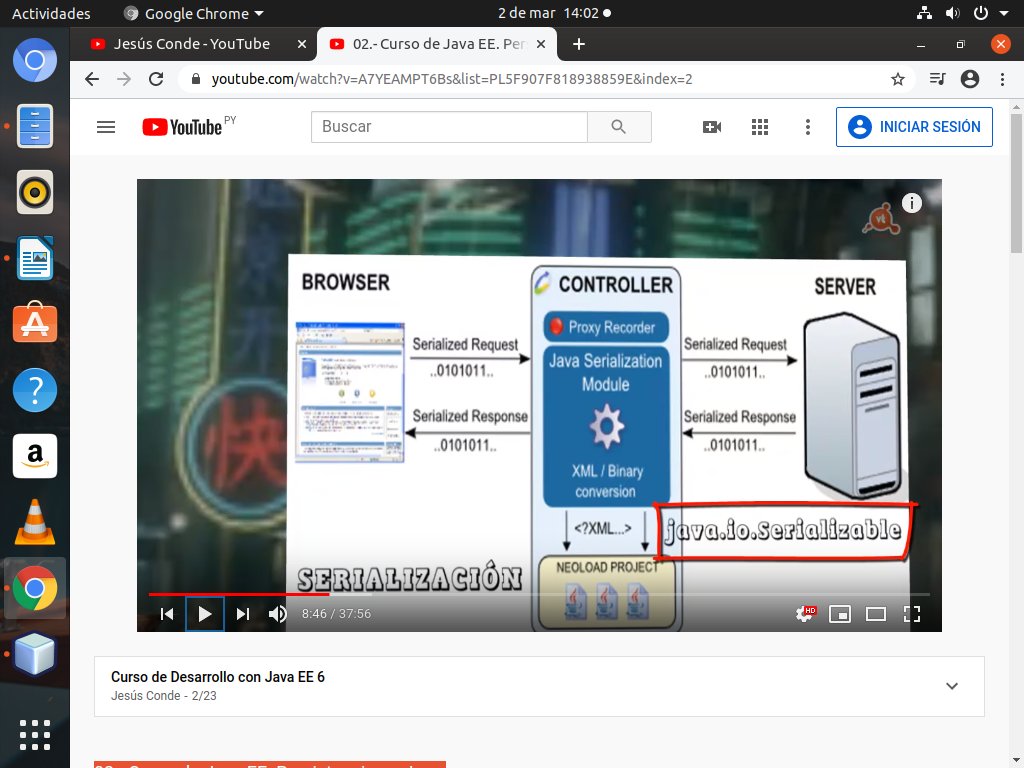 Actividades
Google Chrome
2 de mar 14:02
Jesús Conde - YouTube
02.- Curso de Java EE. Per
youtube.com/watch?v=A7YEAMPT6Bs&list=PL5F907F818938859E&index=2
YouTube PY
Buscar
INICIAR SESIÓN
vt
BROWSER
CONTROLLER
SERVER
Proxy Recorder
Serialized Request
..0101011..
Java Serialization
Module
Serialized Request
..0101011..
Serialized Response
..0101011..
Serialized Response
..0101011..
XML / Binary
conversion
快
<?XML...>
java.io.Serializable
NEOLOAD PROJECT
SERIALIZACIÓN
8:46 / 37:56
HD
Curso de Desarrollo con Java EE 6
Jesús Conde - 2/23